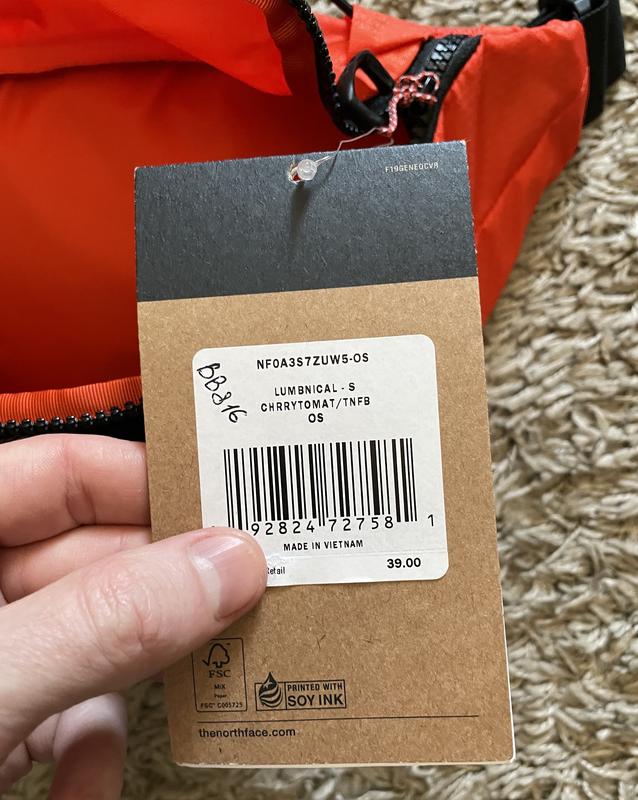 F19GENEOCVR
NF0A3S7ZUW5-OS
BB816
LUMBNICAL - S
CHRRYTOMAT/TNFB
OS
92824 72758 1
MADE IN VIETNAM
Retail 39.00
FSC
MIX
Paper
FSC® C005725
PRINTED WITH
SOY INK
thenorthface.com